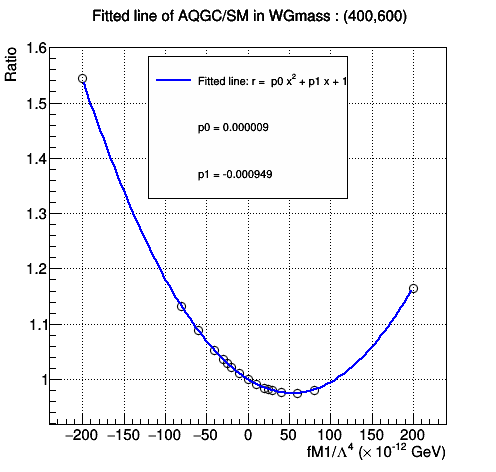 Fitted line of AQGC/SM in WGmass : (400,600)
Ratio
1.6
1.5
1.4
1.3
1.2
1.1
1
Fitted line: r = p0 x² + p1 x + 1
p0 = 0.000009
p1 = -0.000949
−200 −150 −100 −50 0 50 100 150 200
fM1/Λ⁴ (× 10⁻¹² GeV)